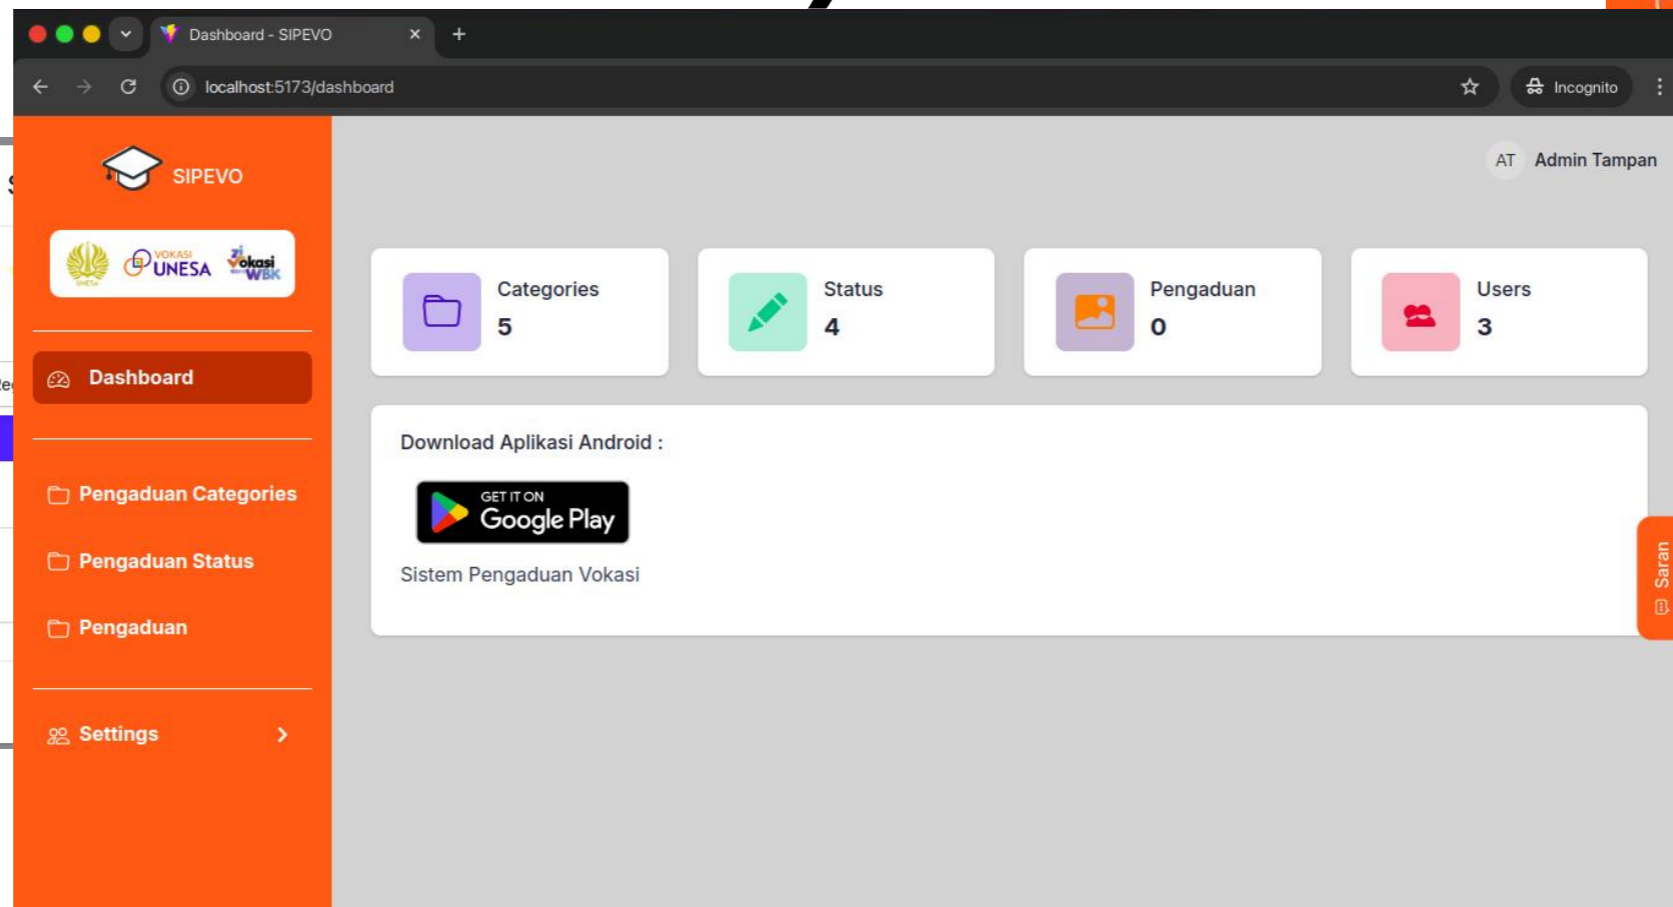 Dashboard - SIPEVO
localhost:5173/dashboard
Incognito
SIPEVO
AT Admin Tampan
UNESA
VOKASI
UNESA
zi
Vokasi
WBK
Categories
5
Status
4
Pengaduan
0
Users
3
Dashboard
Download Aplikasi Android :
GET IT ON
Google Play
Sistem Pengaduan Vokasi
Pengaduan Categories
Pengaduan Status
Pengaduan
Settings
Saran